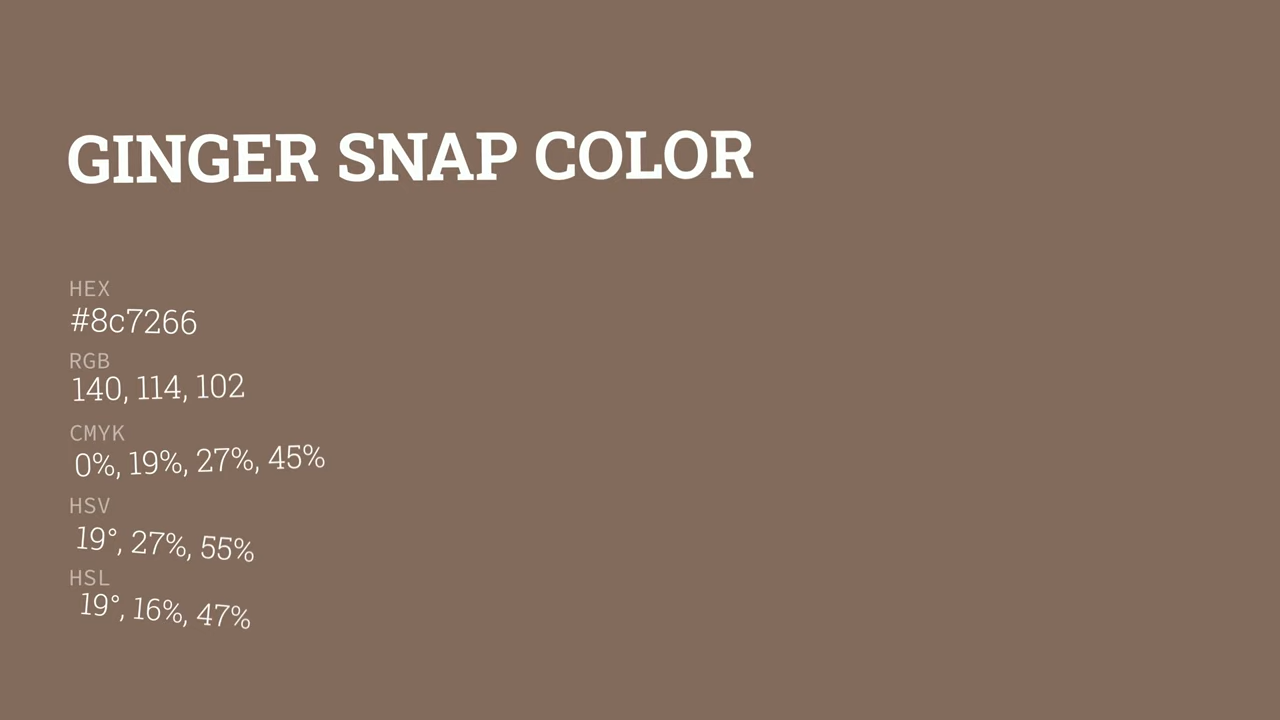 GINGER SNAP COLOR
HEX
#8c7266
RGB
140, 114, 102
CMYK
0%, 19%, 27%, 45%
HSV
19°, 27%, 55%
HSL
19°, 16%, 47%